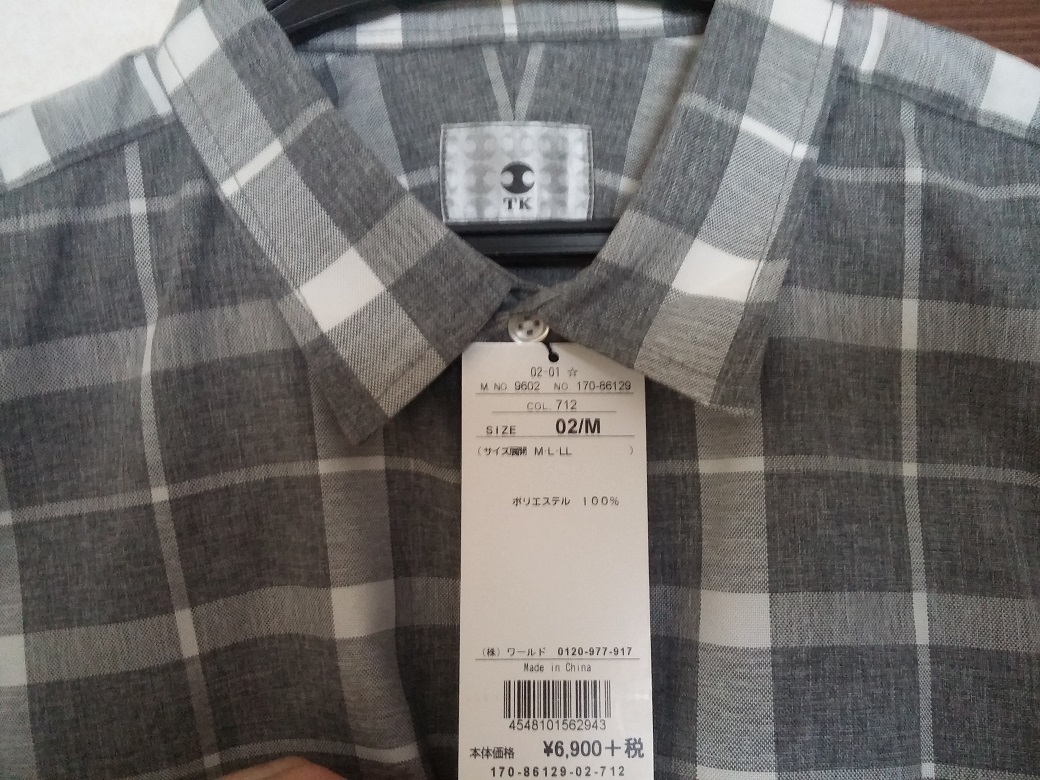 TK
02-01 ☆
M. NO. 9602 NO. 170-86129
COL. 712
SIZE 02/M
(サイズ展開 M・L・LL )
ポリエステル 100%
(株) ワールド 0120-977-917
Made in China
4548101562943
本体価格 ¥6,900+税
170-86129-02-712